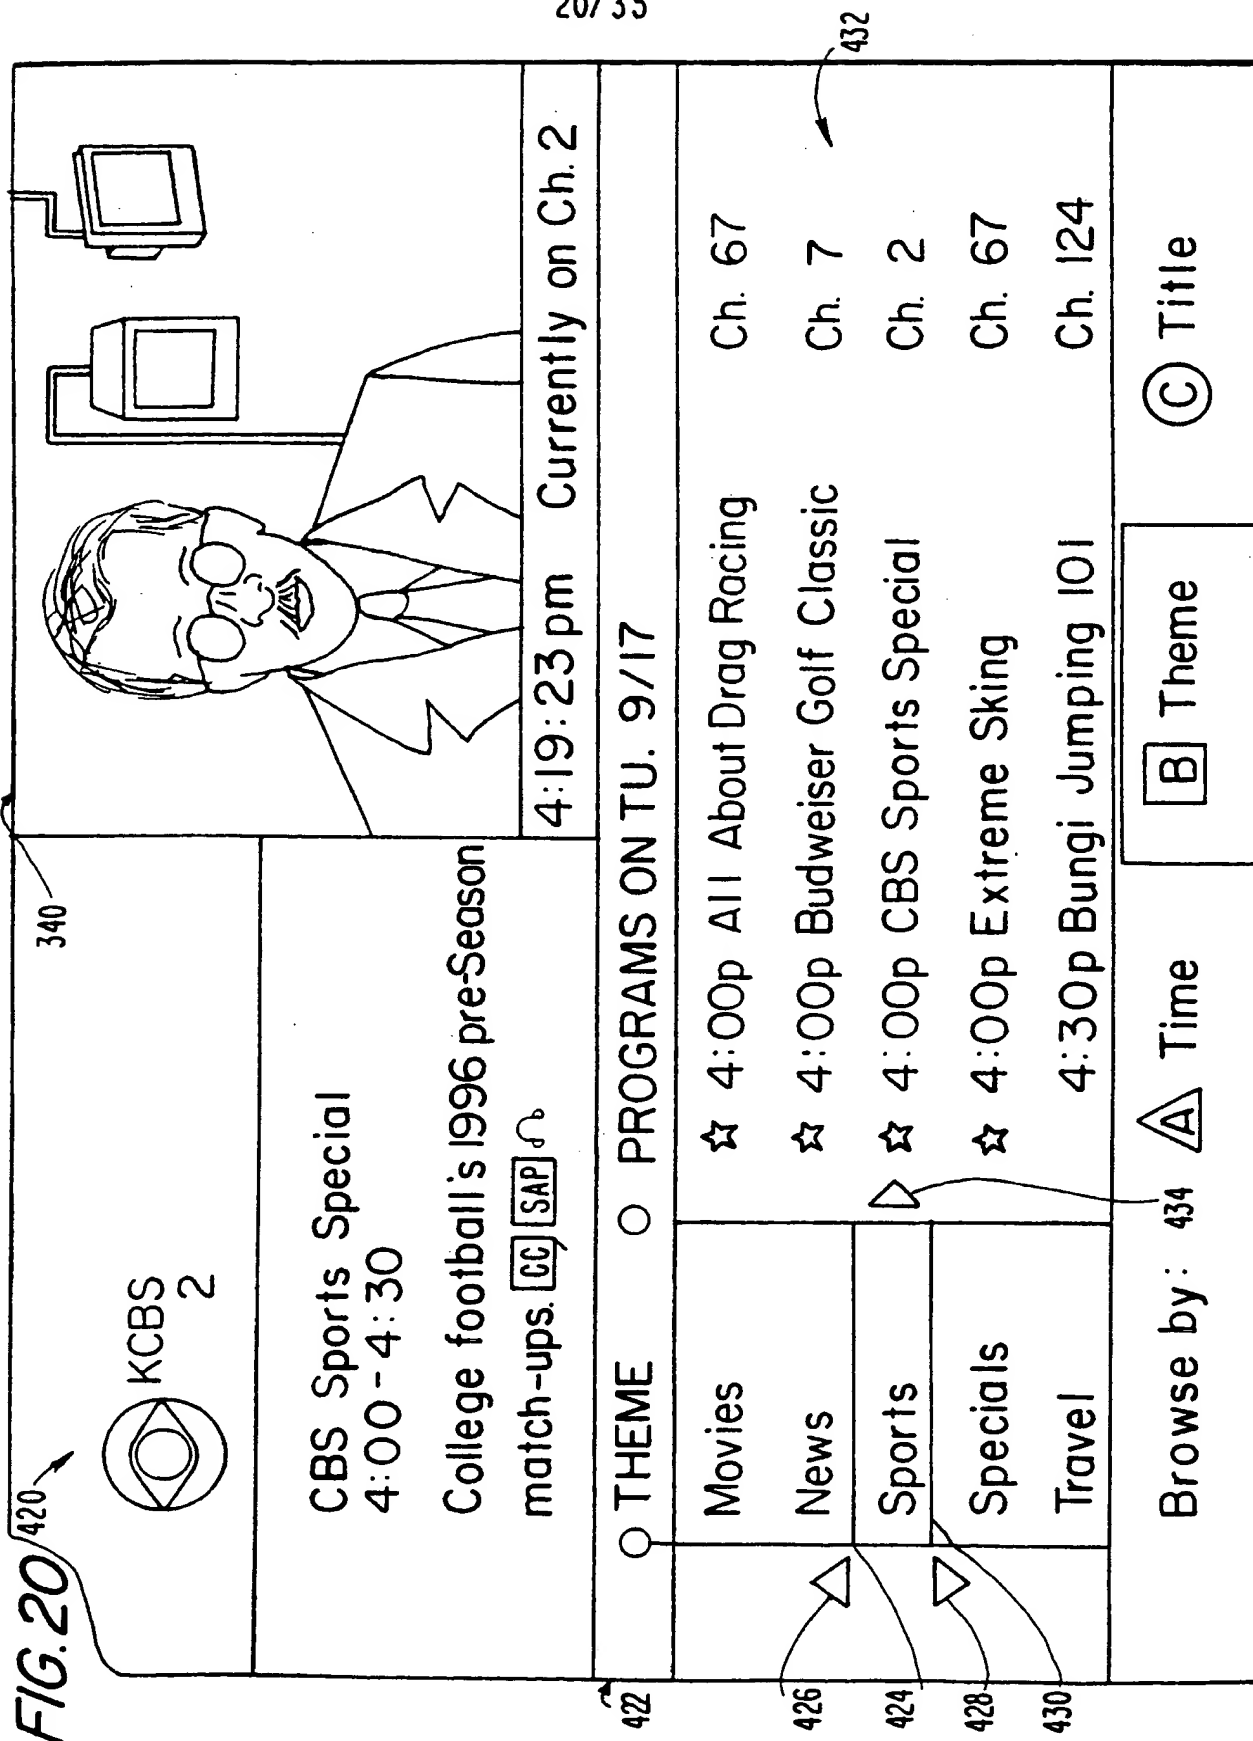 20/35
FIG. 20
420
340
KCBS
2
CBS Sports Special
4:00-4:30
College football's 1996 pre-Season
match-ups. CC SAP
4:19:23 pm Currently on Ch. 2
422
THEME PROGRAMS ON TU. 9/17
Movies
News
Sports
Specials
Travel
4:00p All About Drag Racing Ch. 67
4:00p Budweiser Golf Classic Ch. 7
4:00p CBS Sports Special Ch. 2
4:00p Extreme Sking Ch. 67
4:30p Bungi Jumping 101 Ch. 124
432
426
424
428
430
434
Browse by: A Time B Theme C Title